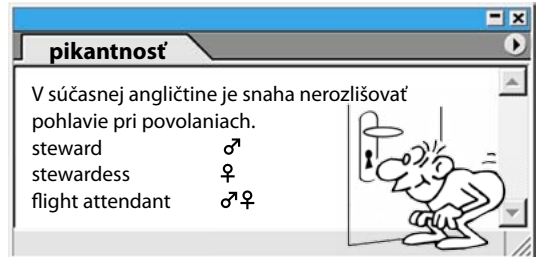 pikantnosť
V súčasnej angličtine je snaha nerozlišovať
pohlavie pri povolaniach.
steward ♂
stewardess ♀
flight attendant ♂♀